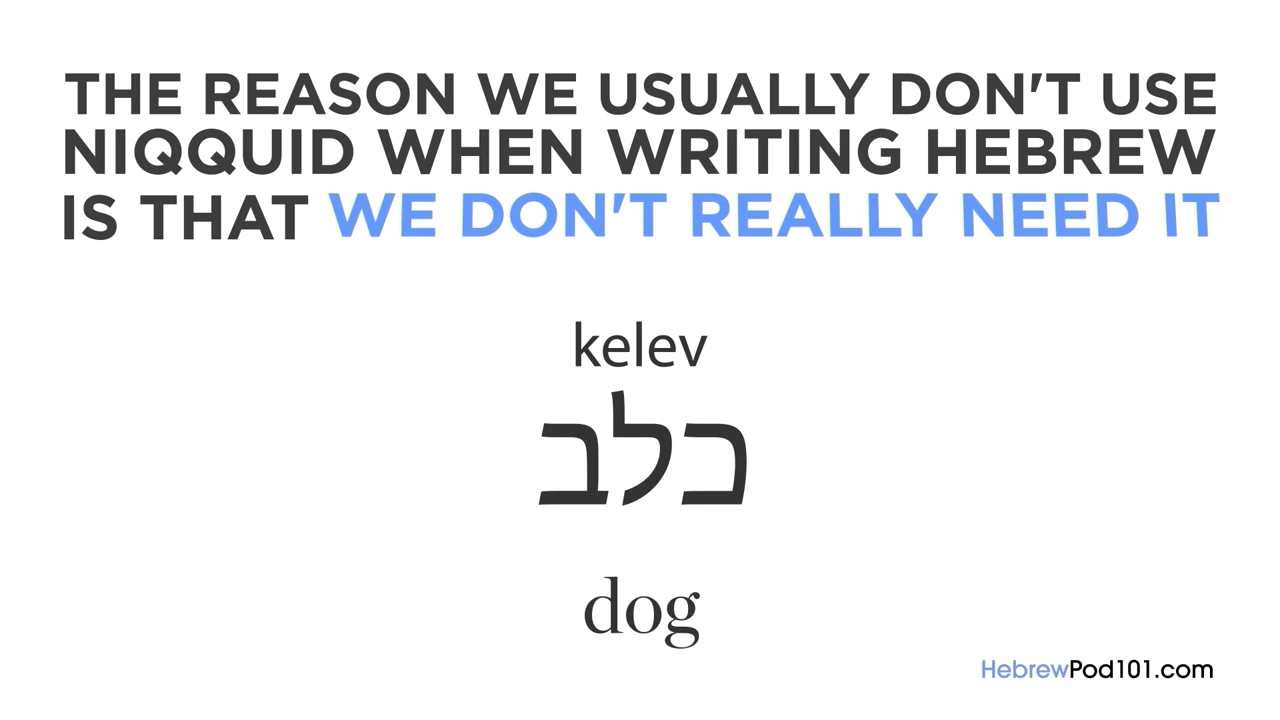 THE REASON WE USUALLY DON'T USE
NIQQUID WHEN WRITING HEBREW
IS THAT WE DON'T REALLY NEED IT
kelev
כלב
dog
HebrewPod101.com